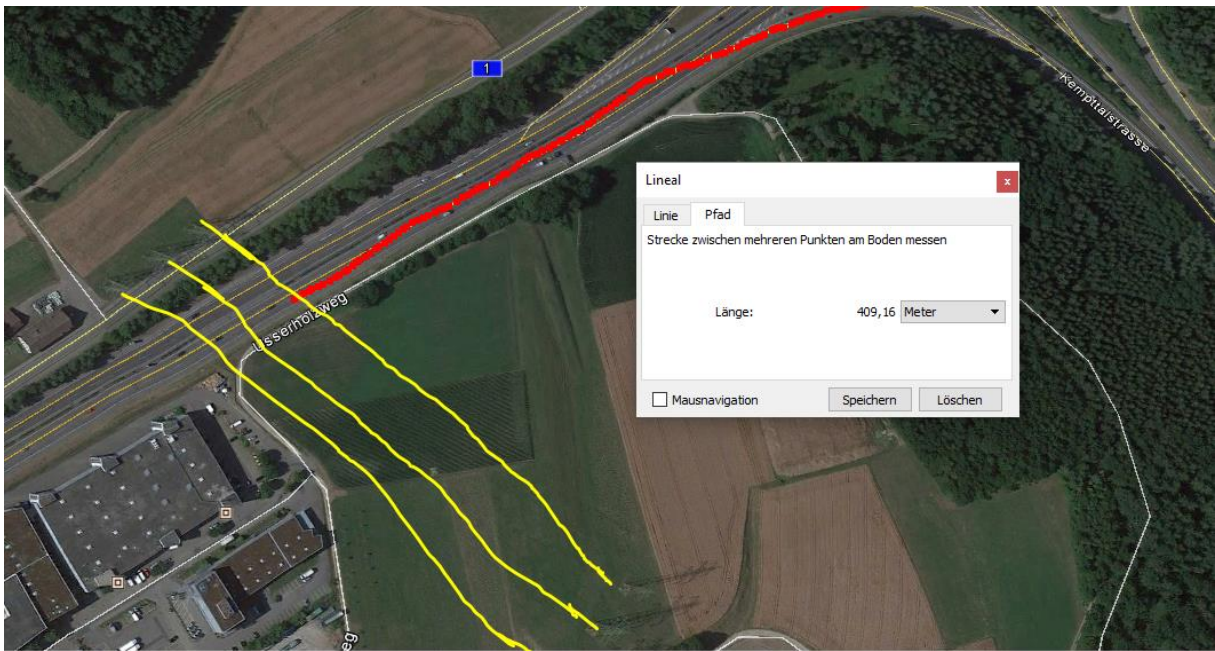 1
Kempttalstrasse
Lineal
x
Linie Pfad
Strecke zwischen mehreren Punkten am Boden messen
Länge: 409,16 Meter
Usserholzweg
Mausnavigation Speichern Löschen
eg